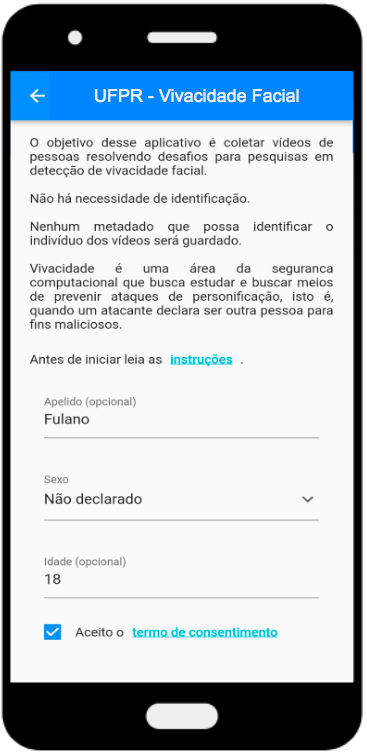 UFPR - Vivacidade Facial
O objetivo desse aplicativo é coletar vídeos de
pessoas resolvendo desafios para pesquisas em
detecção de vivacidade facial.
Não há necessidade de identificação.
Nenhum metadado que possa identificar o
indivíduo dos vídeos será guardado.
Vivacidade é uma área da seguranca
computacional que busca estudar e buscar meios
de prevenir ataques de personificação, isto é,
quando um atacante declara ser outra pessoa para
fins maliciosos.
Antes de iniciar leia as instruções .
Apelido (opcional)
Fulano
Sexo
Não declarado
Idade (opcional)
18
Aceito o termo de consentimento